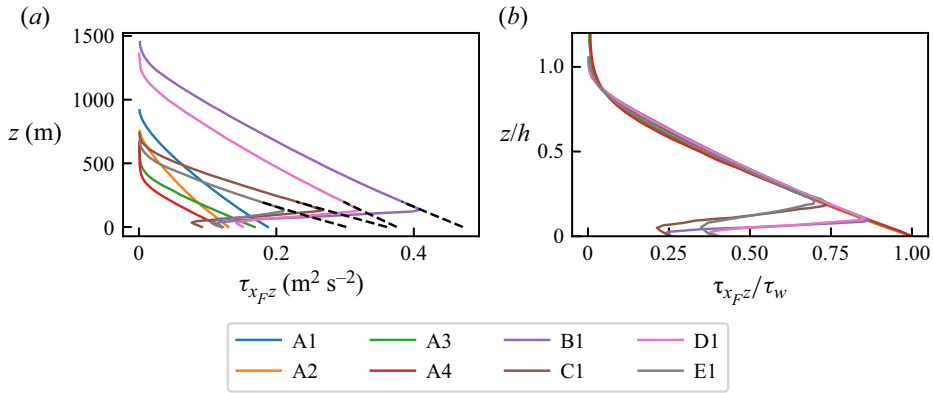 (a)
1500
1000
500
0
z (m)
0
0.2
0.4
τ_{x_F z} (m² s⁻²)
(b)
1.0
0.5
0
z/h
0
0.25
0.50
0.75
1.00
τ_{x_F z}/τ_w
A1 A3 B1 D1
A2 A4 C1 E1